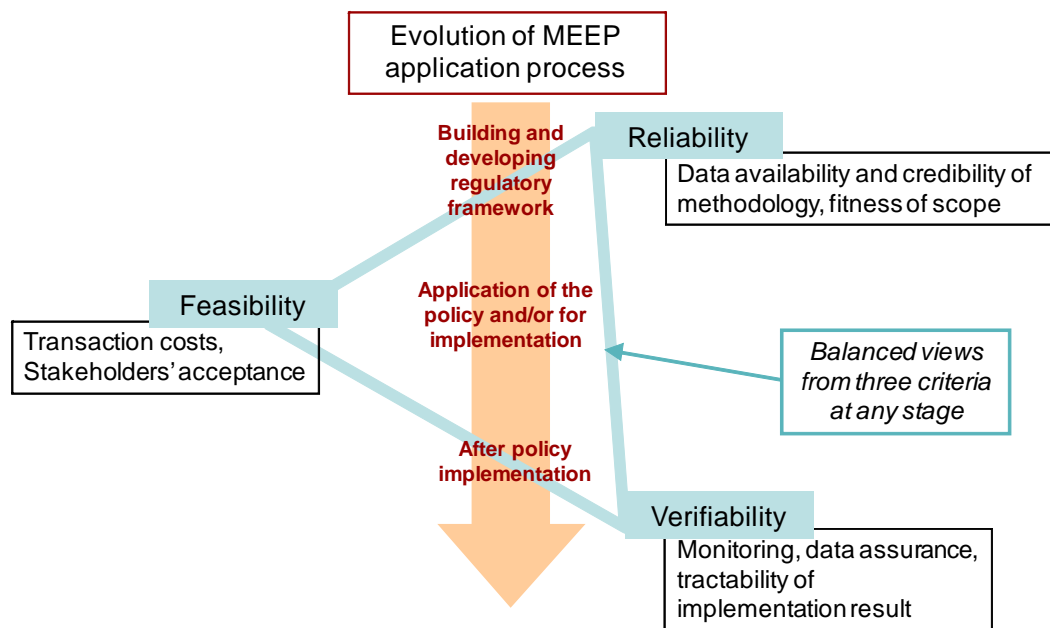 Evolution of MEEP
application process
Building and
developing
regulatory
framework
Reliability
Data availability and credibility of
methodology, fitness of scope
Feasibility
Transaction costs,
Stakeholders' acceptance
Application of the
policy and/or for
implementation
Balanced views
from three criteria
at any stage
After policy
implementation
Verifiability
Monitoring, data assurance,
tractability of
implementation result